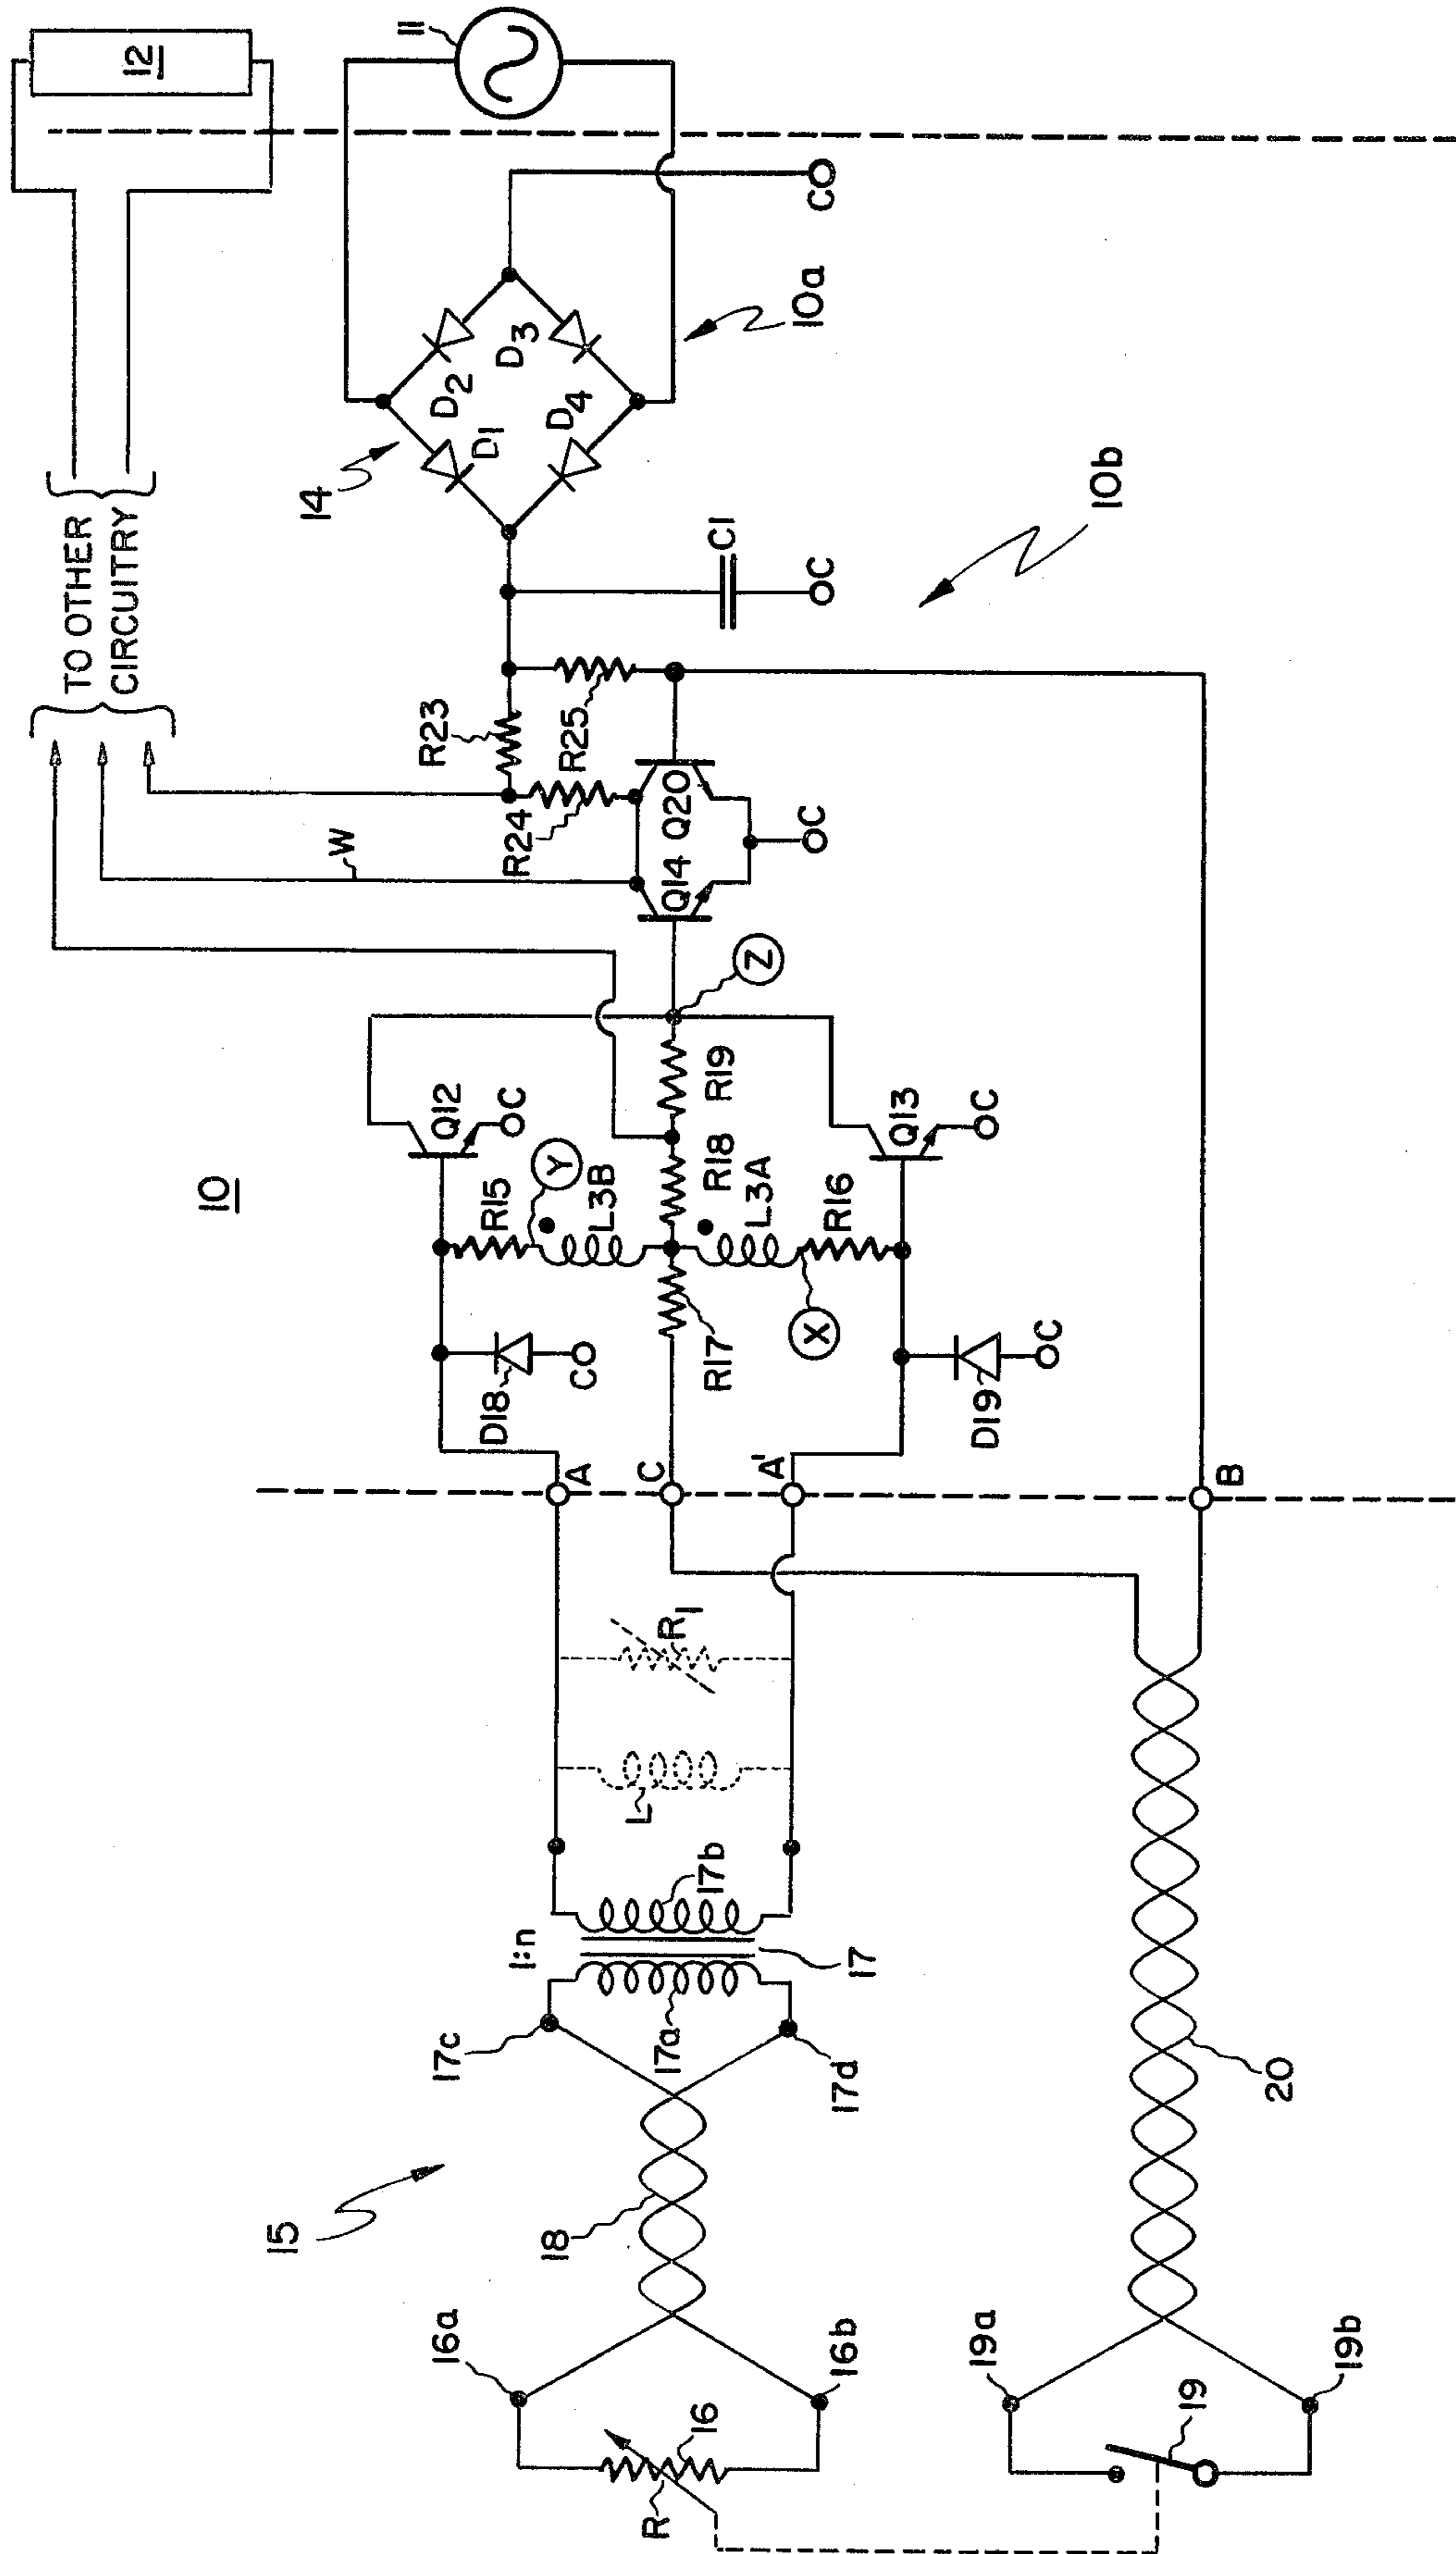 10
12
11
TO OTHER
CIRCUITRY
14
D1
D2
D3
D4
10a
C
C1
C
10b
R23
R25
R24
W
Q14
Q20
C
Z
Q12
C
R15
Y
L3B
R18
R19
L3A
R16
X
Q13
C
R17
D18
C
D19
C
A
C
A'
B
R1
L
1:n
17b
17
17a
17c
17d
15
18
20
16a
16b
16
R
19a
19b
19